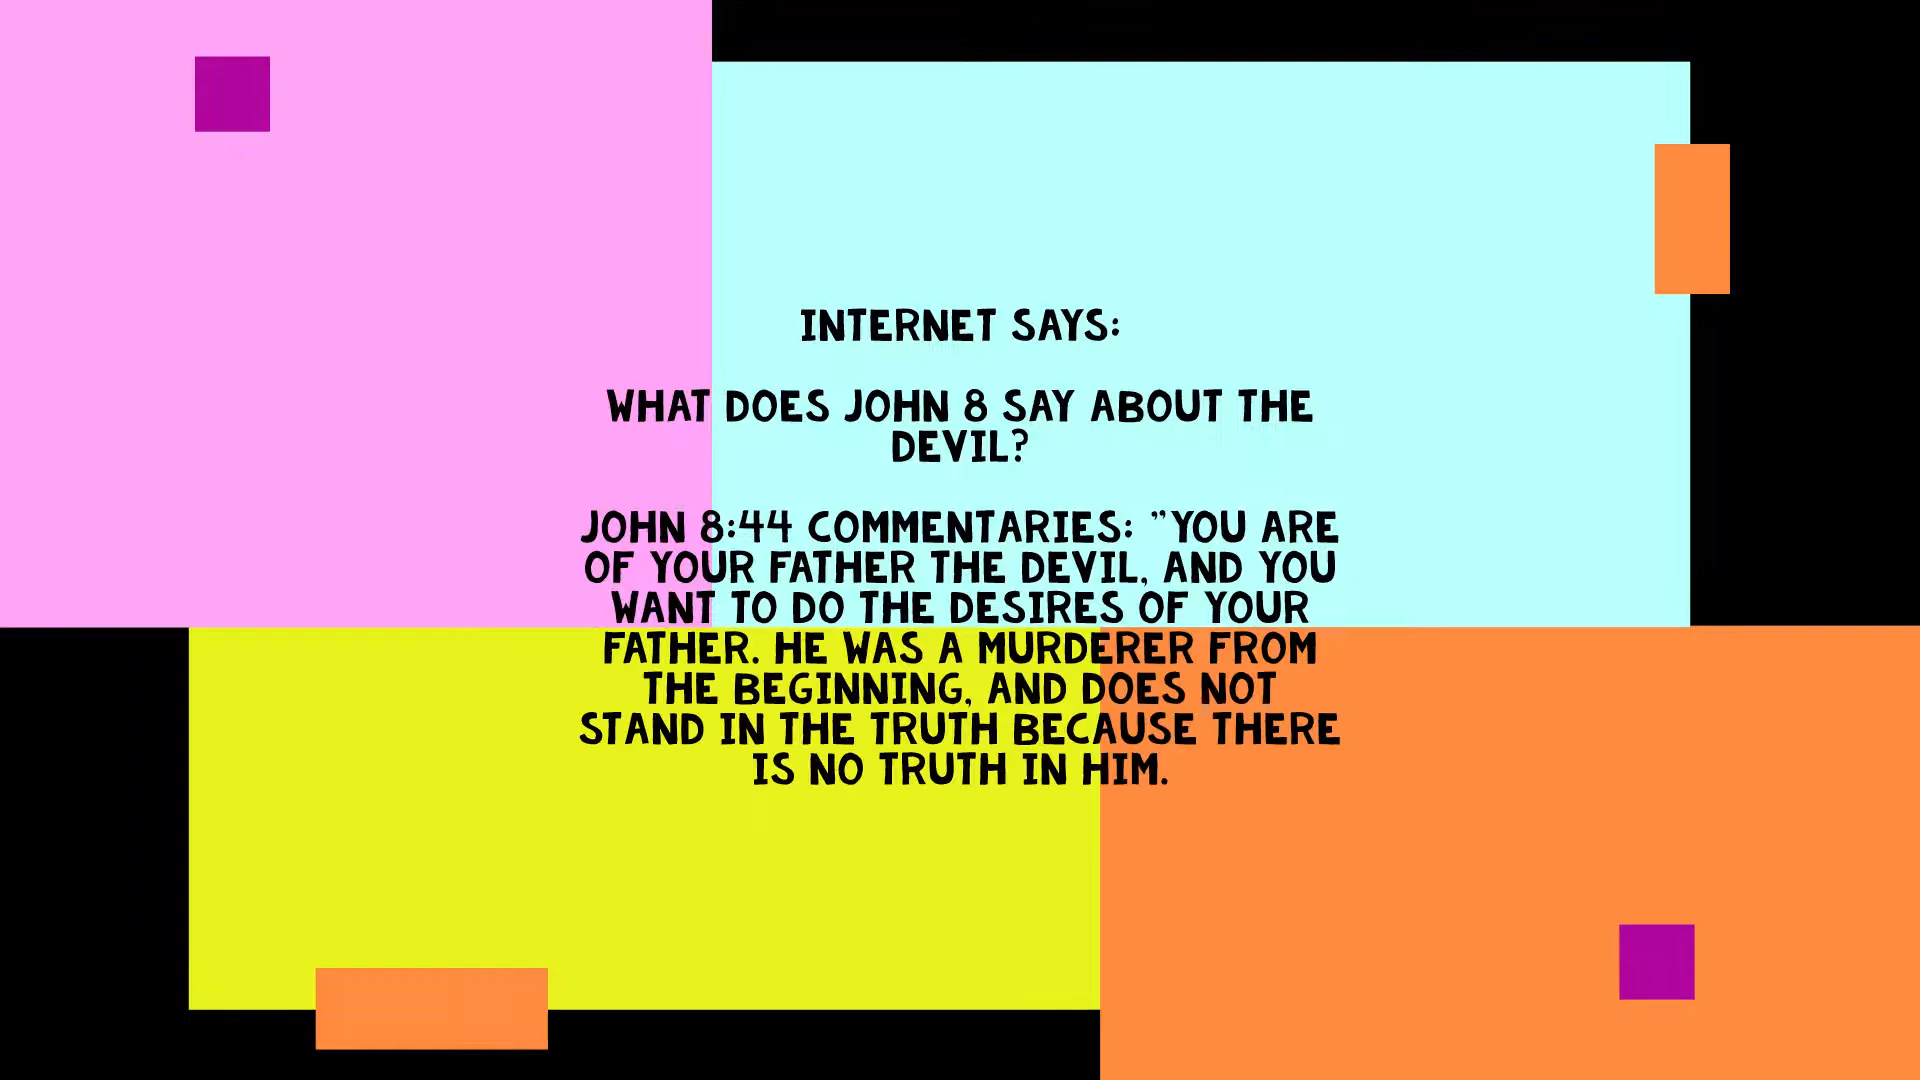 INTERNET SAYS:
WHAT DOES JOHN 8 SAY ABOUT THE
DEVIL?
JOHN 8:44 COMMENTARIES: "YOU ARE
OF YOUR FATHER THE DEVIL, AND YOU
WANT TO DO THE DESIRES OF YOUR
FATHER. HE WAS A MURDERER FROM
THE BEGINNING, AND DOES NOT
STAND IN THE TRUTH BECAUSE THERE
IS NO TRUTH IN HIM.